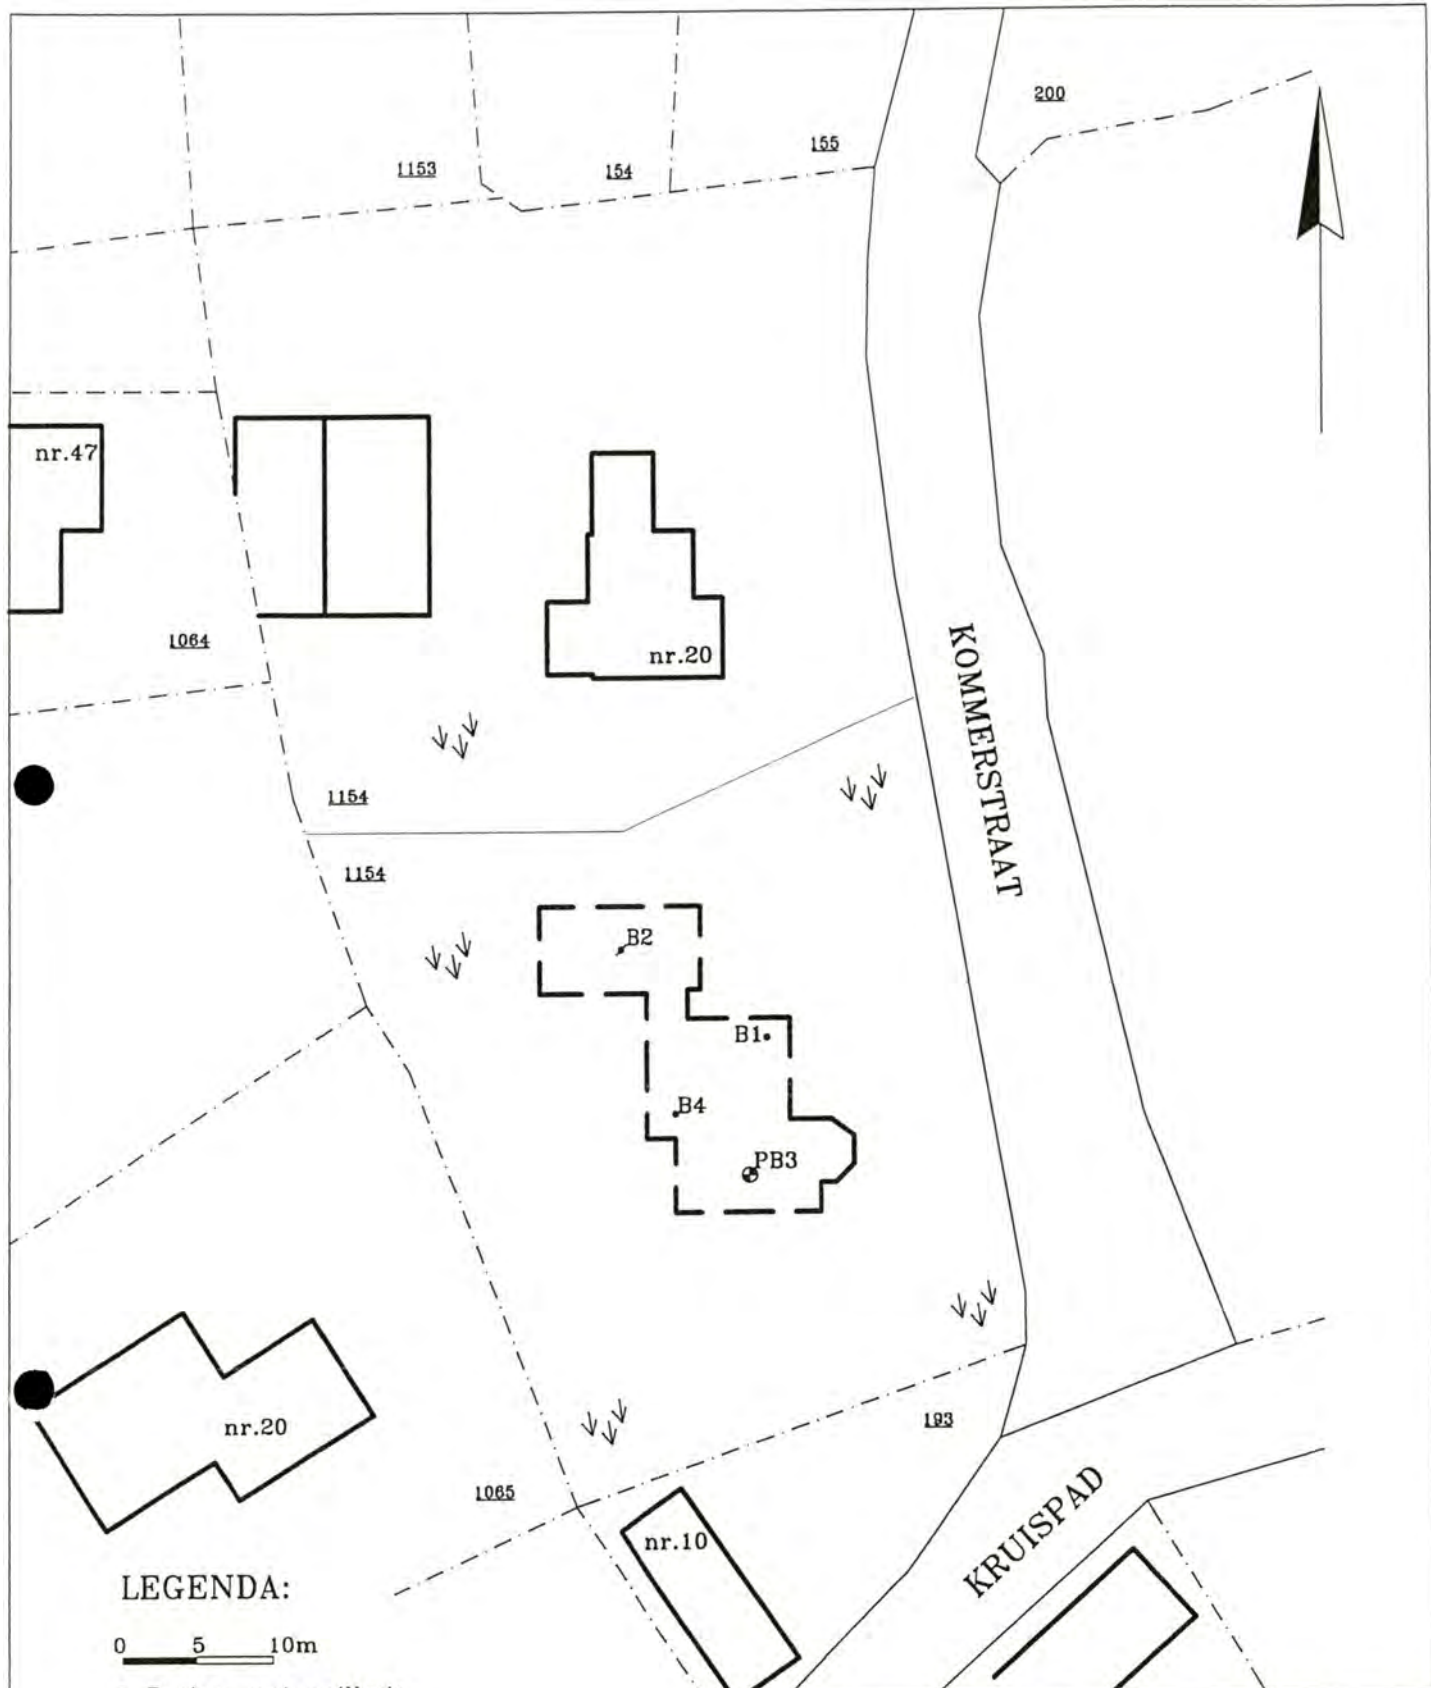 200
155
1153
154
nr.47
KOMMERSTRAAT
1064
nr.20
1154
1154
B2
B1
B4
PB3
nr.20
193
1065
nr.10
KRUISPAD
LEGENDA:
0 5 10m